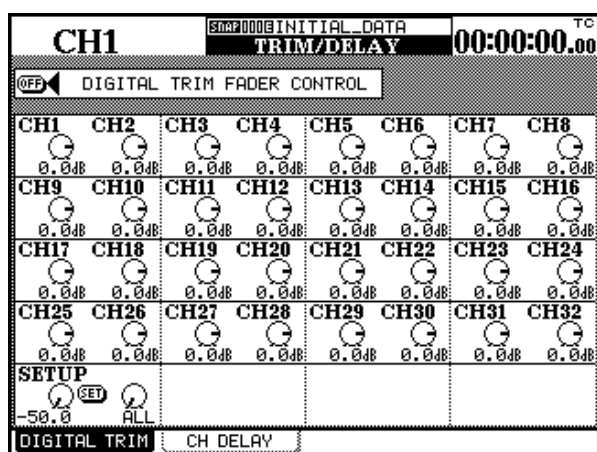 CH1 SNAP 000 INITIAL_DATA TC
TRIM/DELAY 00:00:00.00
OFF DIGITAL TRIM FADER CONTROL
CH1 CH2 CH3 CH4 CH5 CH6 CH7 CH8
0.0dB 0.0dB 0.0dB 0.0dB 0.0dB 0.0dB 0.0dB 0.0dB
CH9 CH10 CH11 CH12 CH13 CH14 CH15 CH16
0.0dB 0.0dB 0.0dB 0.0dB 0.0dB 0.0dB 0.0dB 0.0dB
CH17 CH18 CH19 CH20 CH21 CH22 CH23 CH24
0.0dB 0.0dB 0.0dB 0.0dB 0.0dB 0.0dB 0.0dB 0.0dB
CH25 CH26 CH27 CH28 CH29 CH30 CH31 CH32
0.0dB 0.0dB 0.0dB 0.0dB 0.0dB 0.0dB 0.0dB 0.0dB
SETUP
SET
-50.0 ALL
DIGITAL TRIM CH DELAY